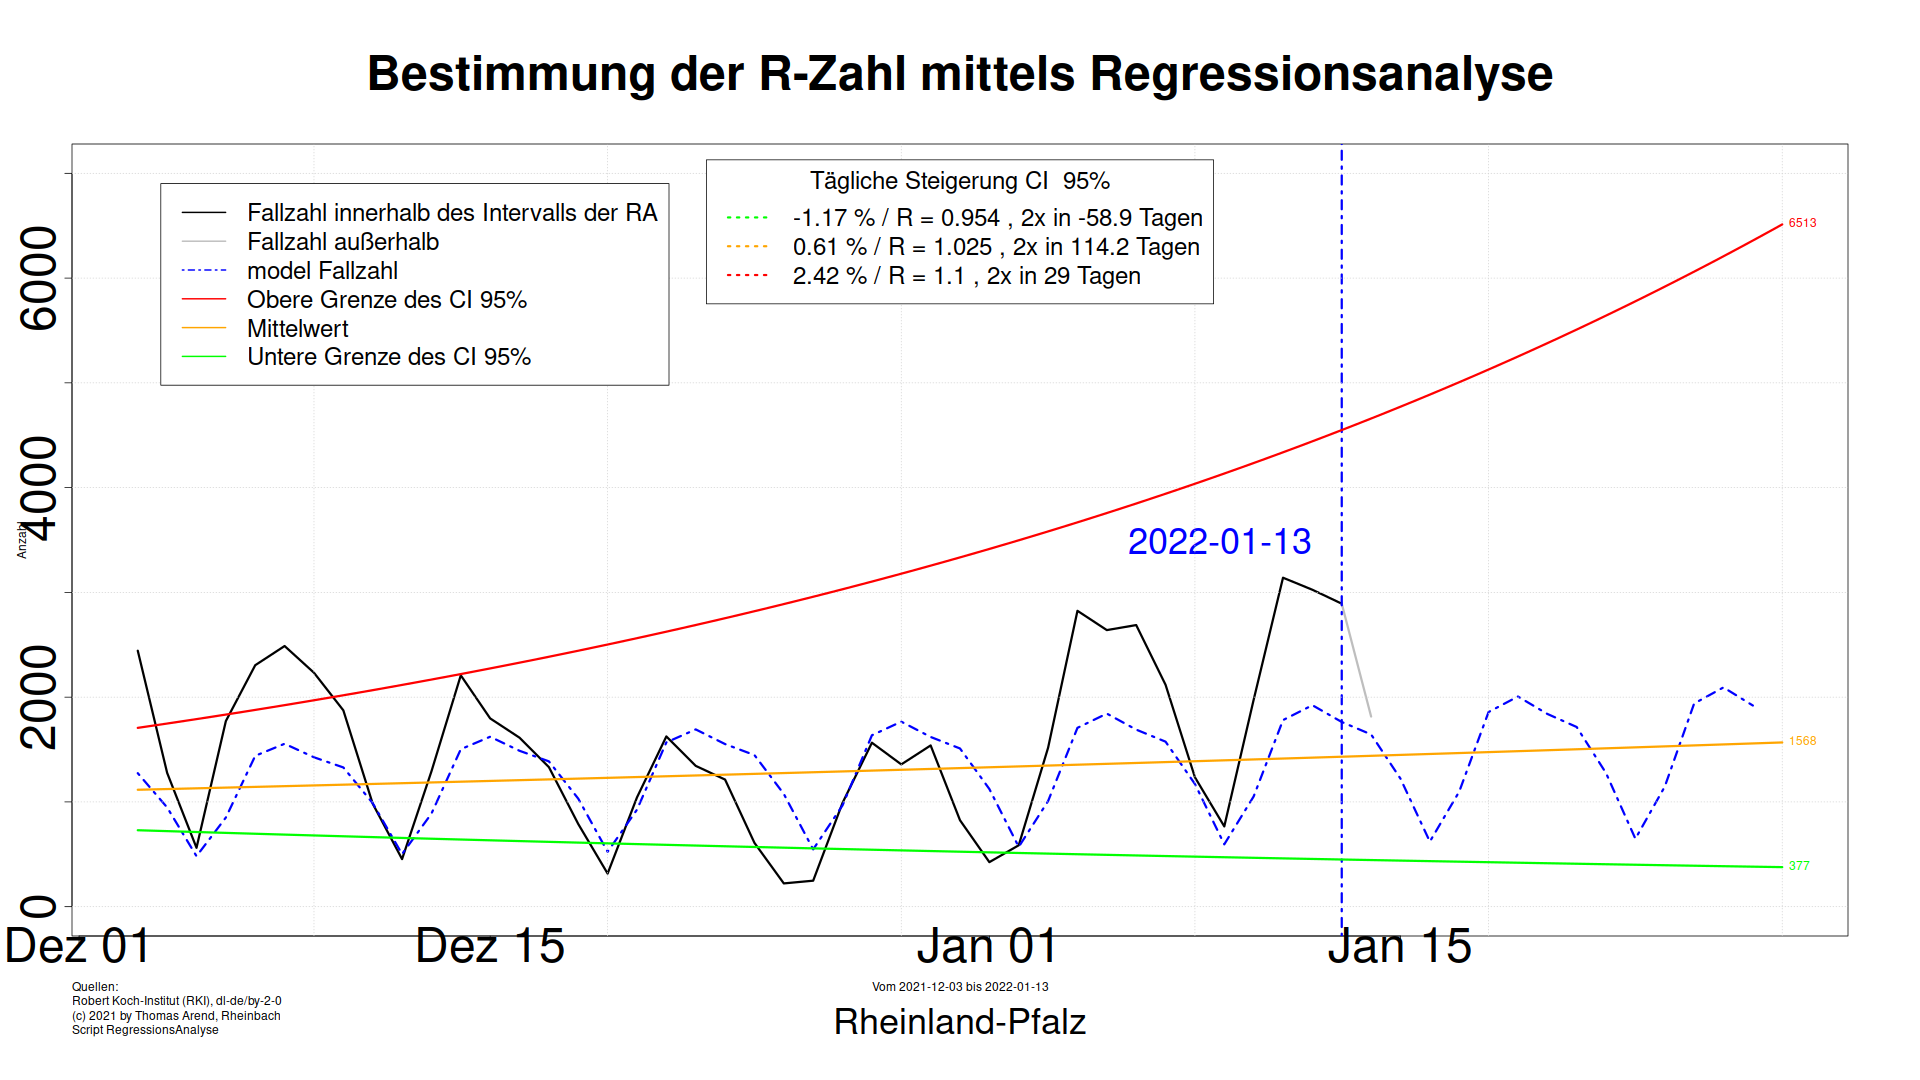 Bestimmung der R-Zahl mittels Regressionsanalyse
Fallzahl innerhalb des Intervalls der RA
Fallzahl außerhalb
model Fallzahl
Obere Grenze des CI 95%
Mittelwert
Untere Grenze des CI 95%
Tägliche Steigerung CI 95%
-1.17 % / R = 0.954 , 2x in -58.9 Tagen
0.61 % / R = 1.025 , 2x in 114.2 Tagen
2.42 % / R = 1.1 , 2x in 29 Tagen
6513
6000
4000
2000
0
Anzahl
2022-01-13
1568
377
Dez 01
Dez 15
Jan 01
Jan 15
Quellen:
Robert Koch-Institut (RKI), dl-de/by-2-0
(c) 2021 by Thomas Arend, Rheinbach
Script RegressionsAnalyse
Vom 2021-12-03 bis 2022-01-13
Rheinland-Pfalz